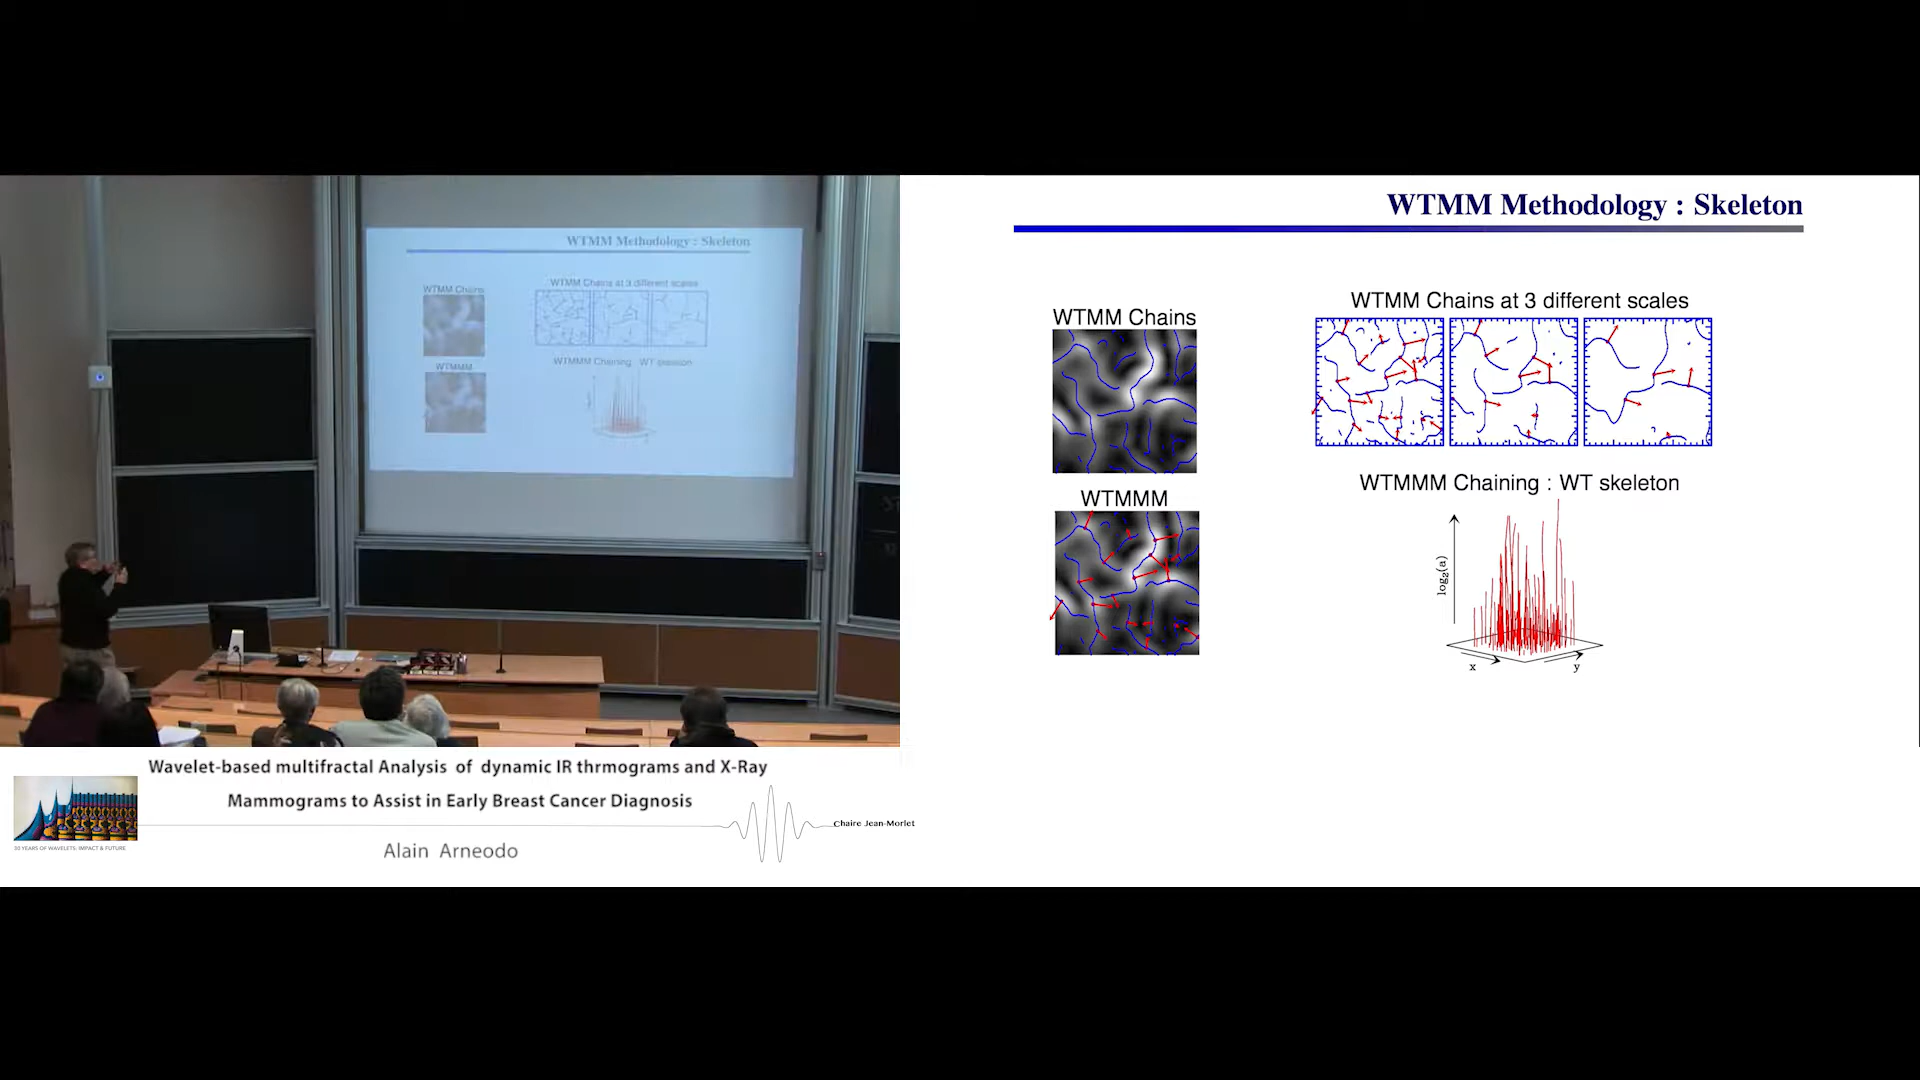 WTMM Methodology : Skeleton
WTMM Chains
WTMM Chains at 3 different scales
WTMMM Chaining : WT skeleton
WTMMM
WTMM Methodology : Skeleton
WTMM Chains at 3 different scales
WTMM Chains
WTMMM Chaining : WT skeleton
WTMMM
log₂(a)
x
y
Wavelet-based multifractal Analysis of dynamic IR thrmograms and X-Ray
Mammograms to Assist in Early Breast Cancer Diagnosis
Chaire Jean-Morlet
30 YEARS OF WAVELETS: IMPACT & FUTURE
Alain Arneodo